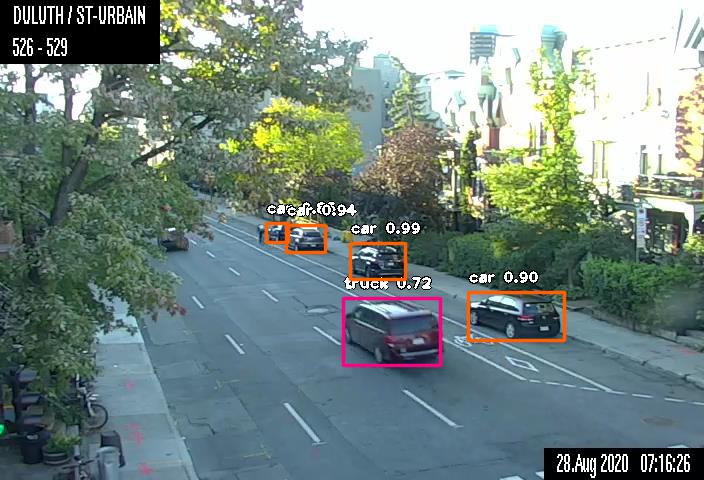 DULUTH / ST-URBAIN
526 - 529
car 0.94
car 0.99
truck 0.72
car 0.90
28.Aug 2020 07:16:26